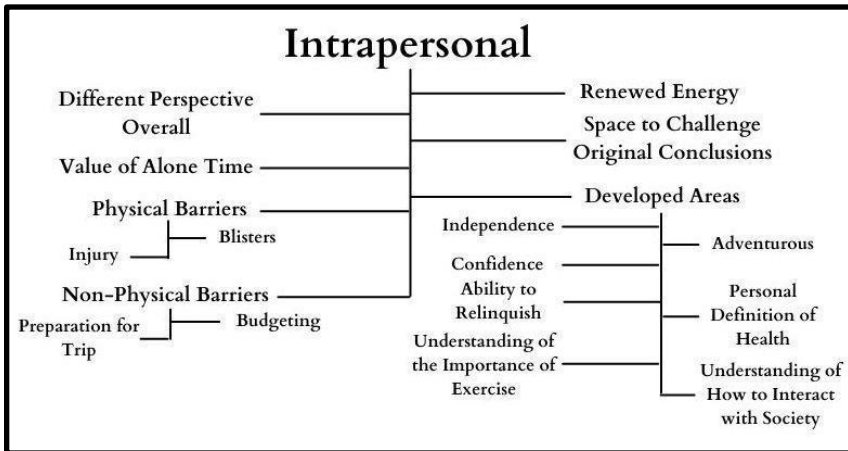 Intrapersonal
Different Perspective
Overall
Value of Alone Time
Physical Barriers
Blisters
Injury
Non-Physical Barriers
Budgeting
Preparation for
Trip
Renewed Energy
Space to Challenge
Original Conclusions
Developed Areas
Independence
Adventurous
Confidence
Ability to
Relinquish
Personal
Definition of
Health
Understanding of
the Importance of
Exercise
Understanding of
How to Interact
with Society